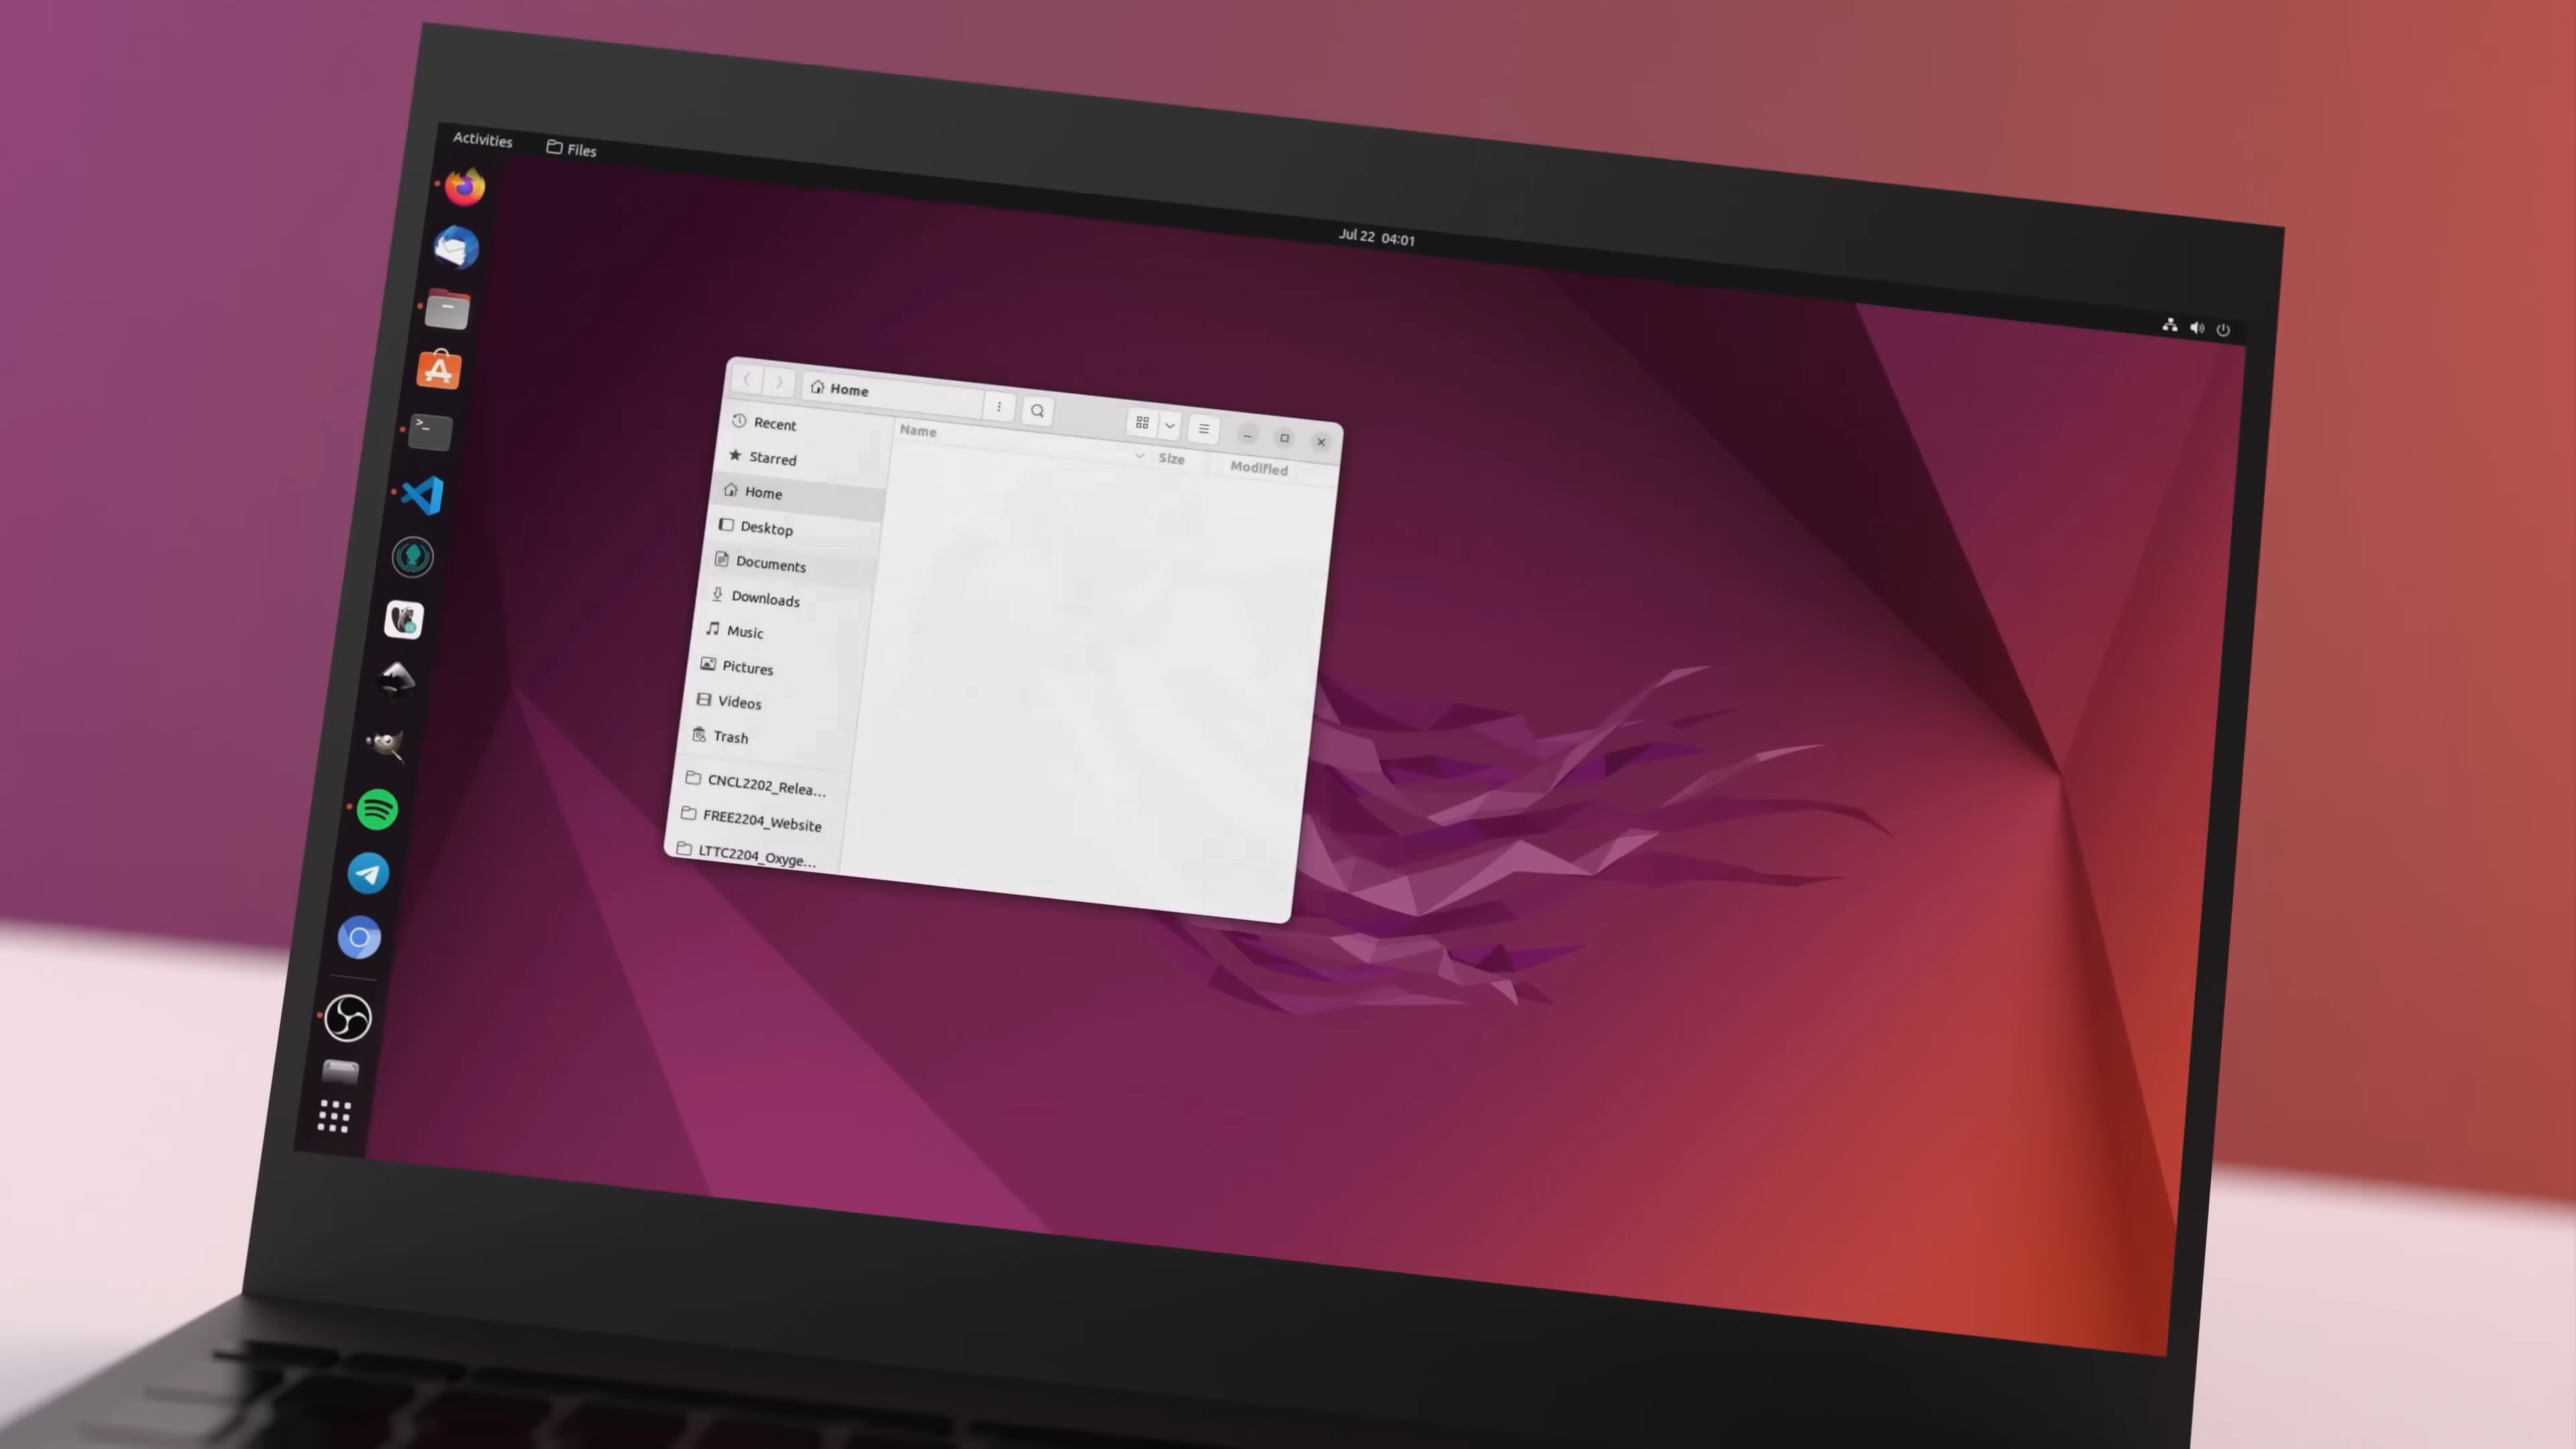 Activities
Files
Jul 22 04:01
Home
Name
Size
Modified
Recent
Starred
Home
Desktop
Documents
Downloads
Music
Pictures
Videos
Trash
CNCL2202_Relea...
FREE2204_Website
LTTC2204_Oxyge...